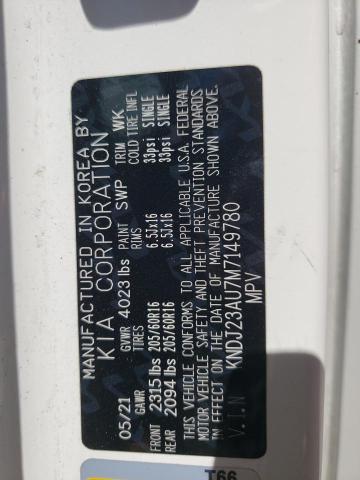 MANUFACTURED IN KOREA BY
KIA CORPORATION
05/21 GVWR 4023 lbs PAINT SWP TRIM WK
GAWR TIRES RIMS COLD TIRE INFL
FRONT 2315 lbs 205/60R16 6.5Jx16 33psi SINGLE
REAR 2094 lbs 205/60R16 6.5Jx16 33psi SINGLE
THIS VEHICLE CONFORMS TO ALL APPLICABLE U.S.A. FEDERAL
MOTOR VEHICLE SAFETY AND THEFT PREVENTION STANDARDS
IN EFFECT ON THE DATE OF MANUFACTURE SHOWN ABOVE.
KNDJ23AU7M7149780
V.I.N MPV
T66